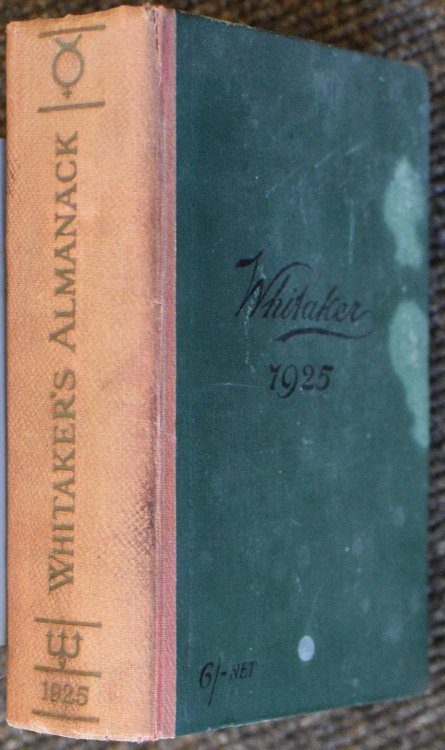 WHITAKER'S ALMANACK
1925
Whitaker
1925
6/- NET